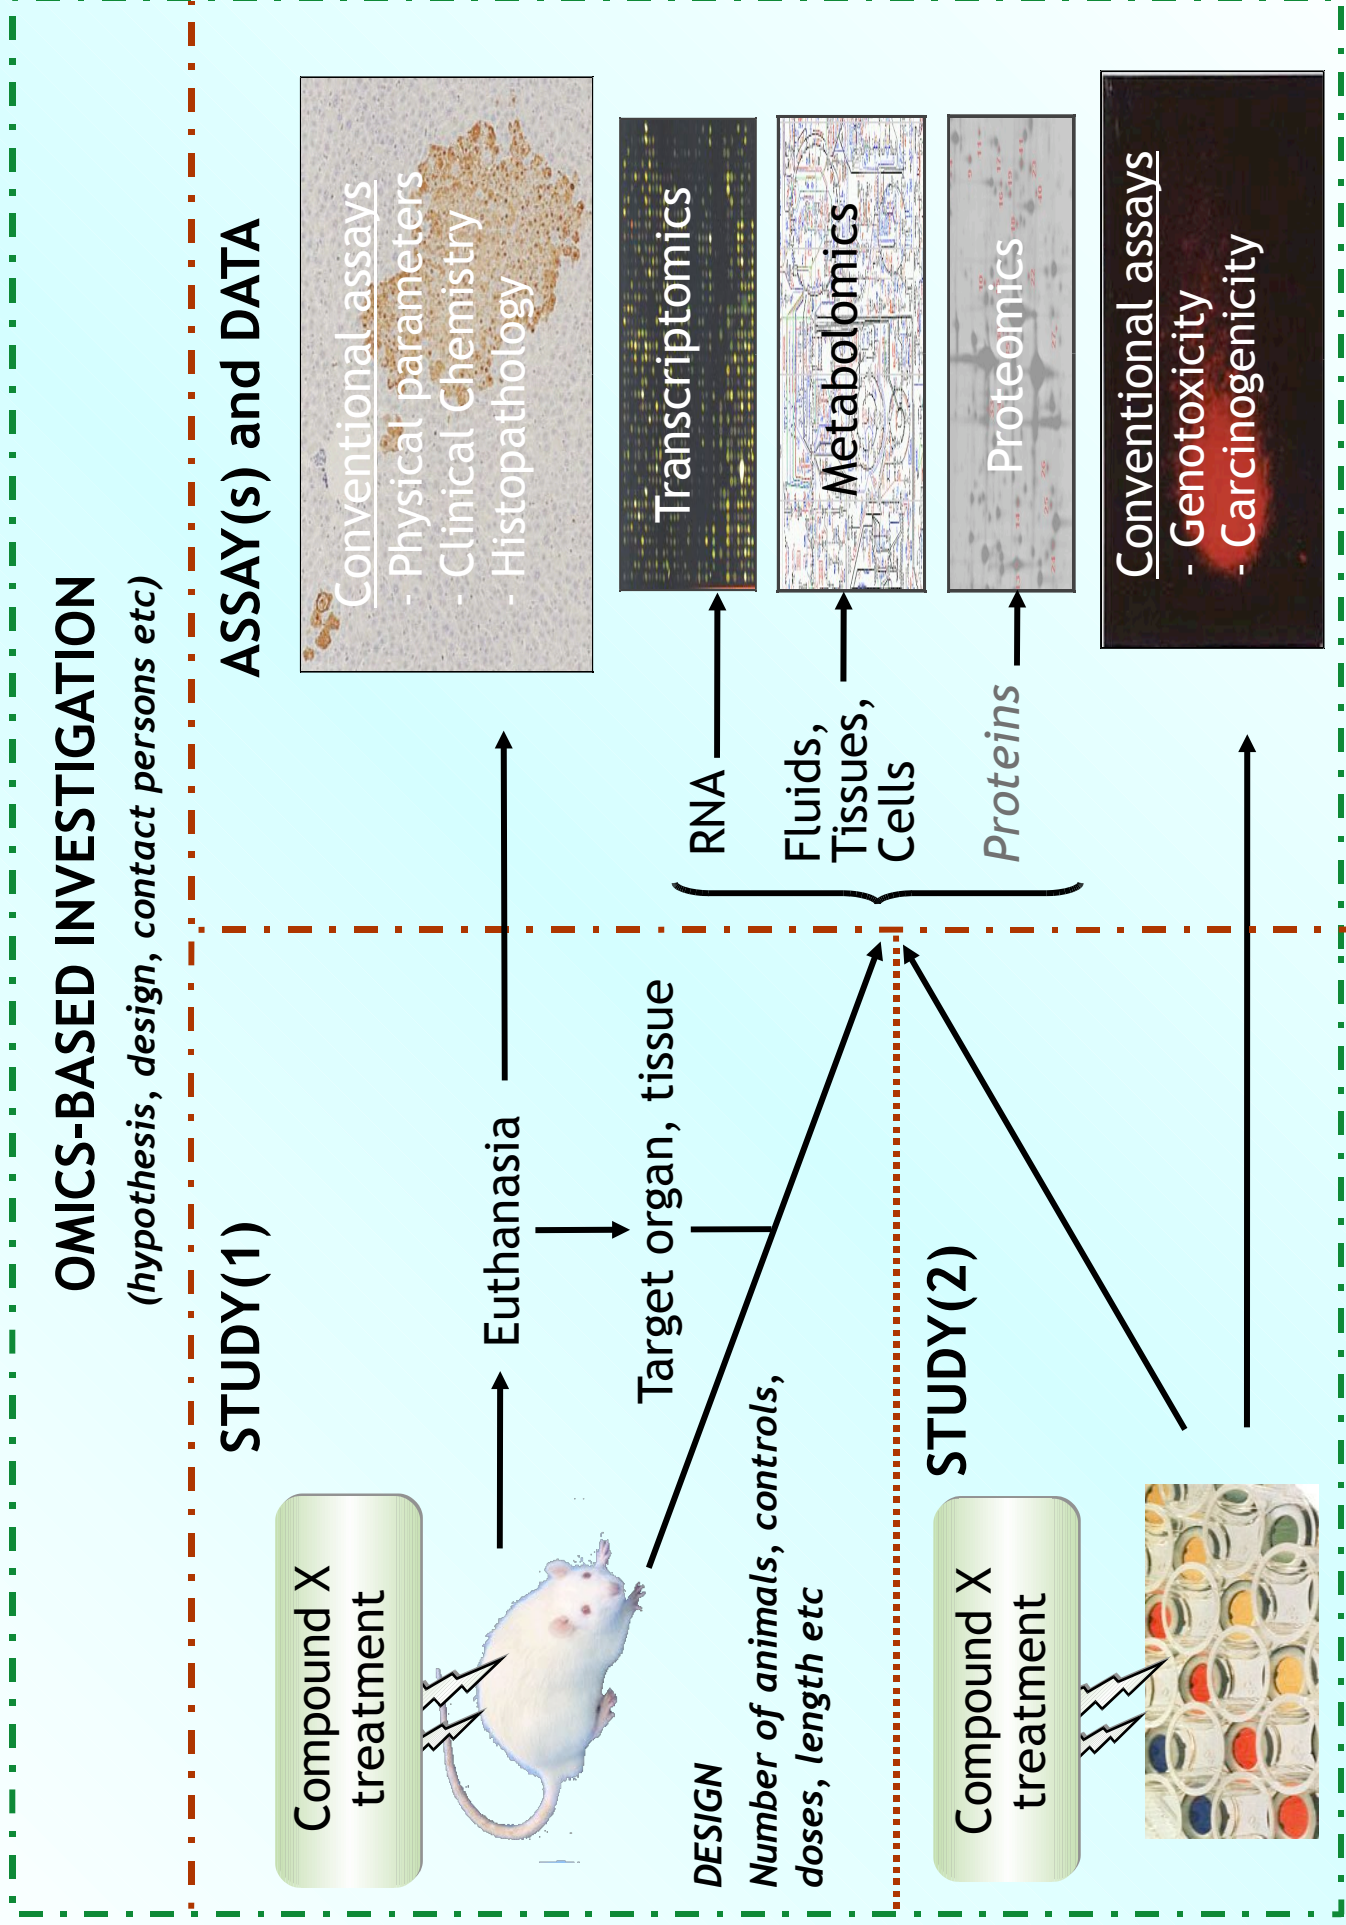 OMICS-BASED INVESTIGATION
(hypothesis, design, contact persons etc)
STUDY(1)
ASSAY(s) and DATA
Compound X
treatment
Euthanasia
Target organ, tissue
DESIGN
Number of animals, controls,
doses, length etc
Conventional assays
- Physical parameters
- Clinical Chemistry
- Histopathology
RNA
Transcriptomics
Fluids,
Tissues,
Cells
Metabolomics
Proteins
Proteomics
STUDY(2)
Compound X
treatment
Conventional assays
- Genotoxicity
- Carcinogenicity